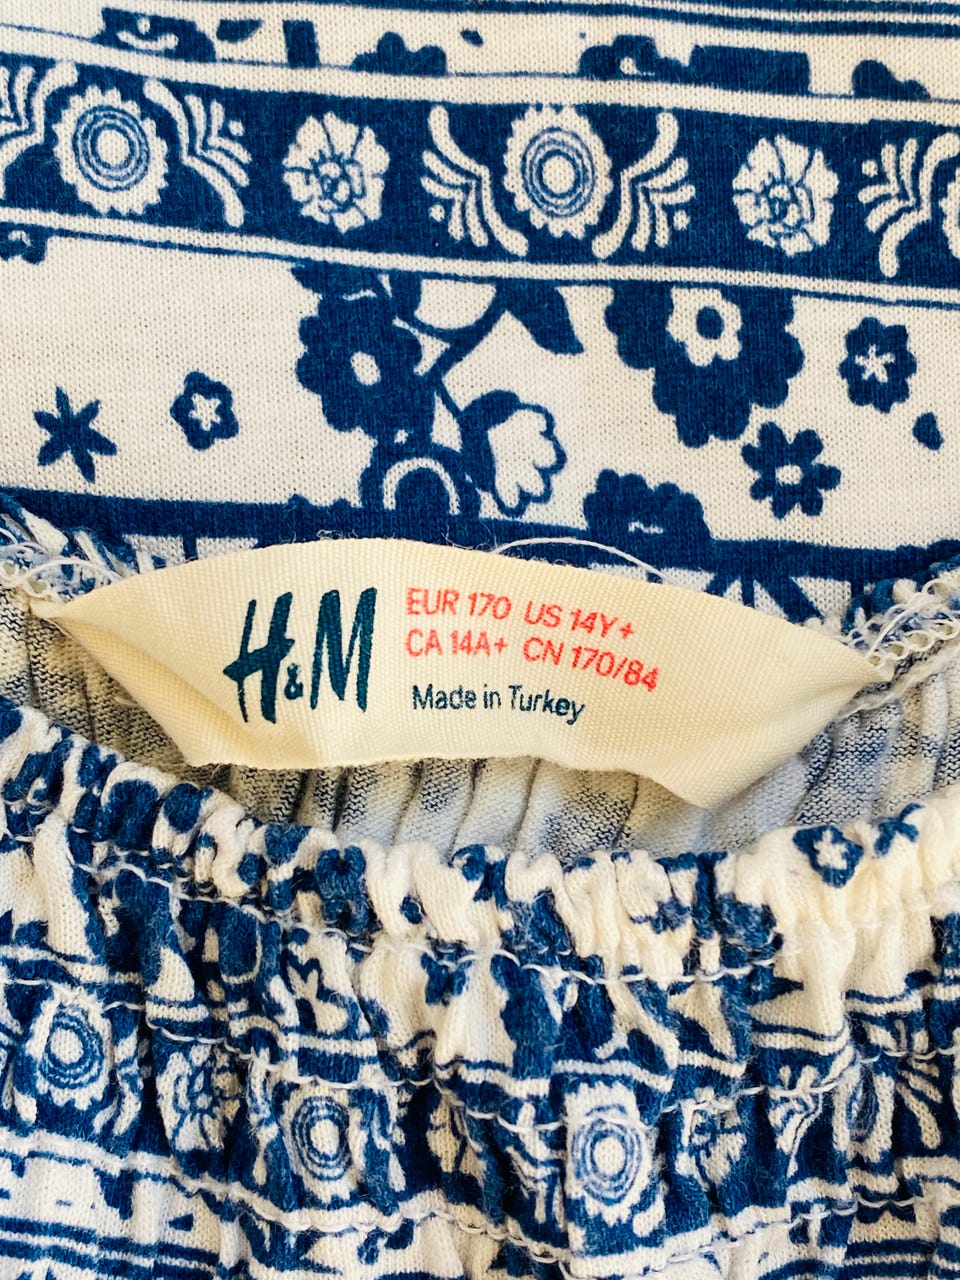 H&M
EUR 170 US 14Y+
CA 14A+ CN 170/84
Made in Turkey